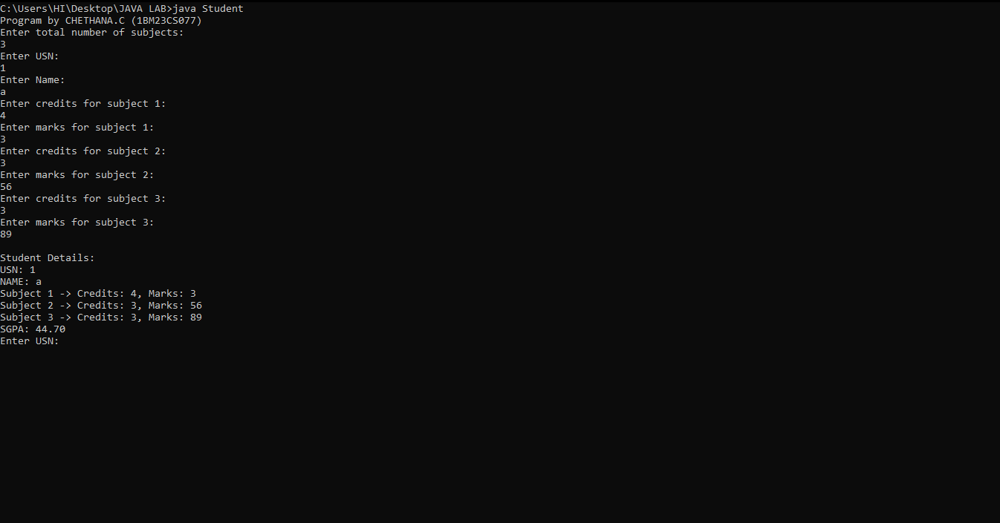 C:\Users\HI\Desktop\JAVA LAB>java Student
Program by CHETHANA.C (1BM23CS077)
Enter total number of subjects:
3
Enter USN:
1
Enter Name:
a
Enter credits for subject 1:
4
Enter marks for subject 1:
3
Enter credits for subject 2:
3
Enter marks for subject 2:
56
Enter credits for subject 3:
3
Enter marks for subject 3:
89
Student Details:
USN: 1
NAME: a
Subject 1 -> Credits: 4, Marks: 3
Subject 2 -> Credits: 3, Marks: 56
Subject 3 -> Credits: 3, Marks: 89
SGPA: 44.70
Enter USN: